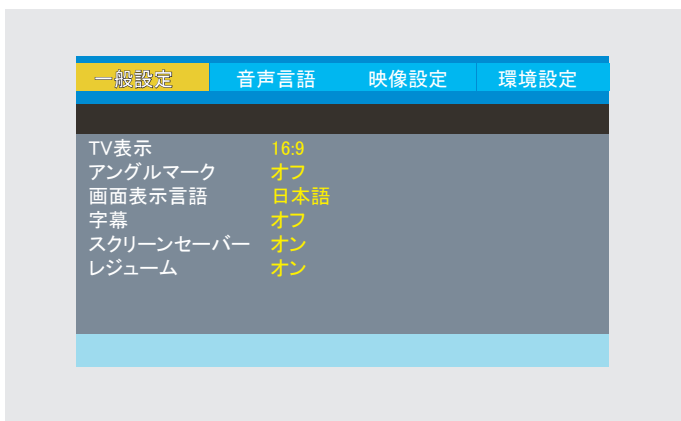 一般設定 音声言語 映像設定 環境設定
TV表示 16:9
アングルマーク オフ
画面表示言語 日本語
字幕 オフ
スクリーンセーバー オン
レジューム オン